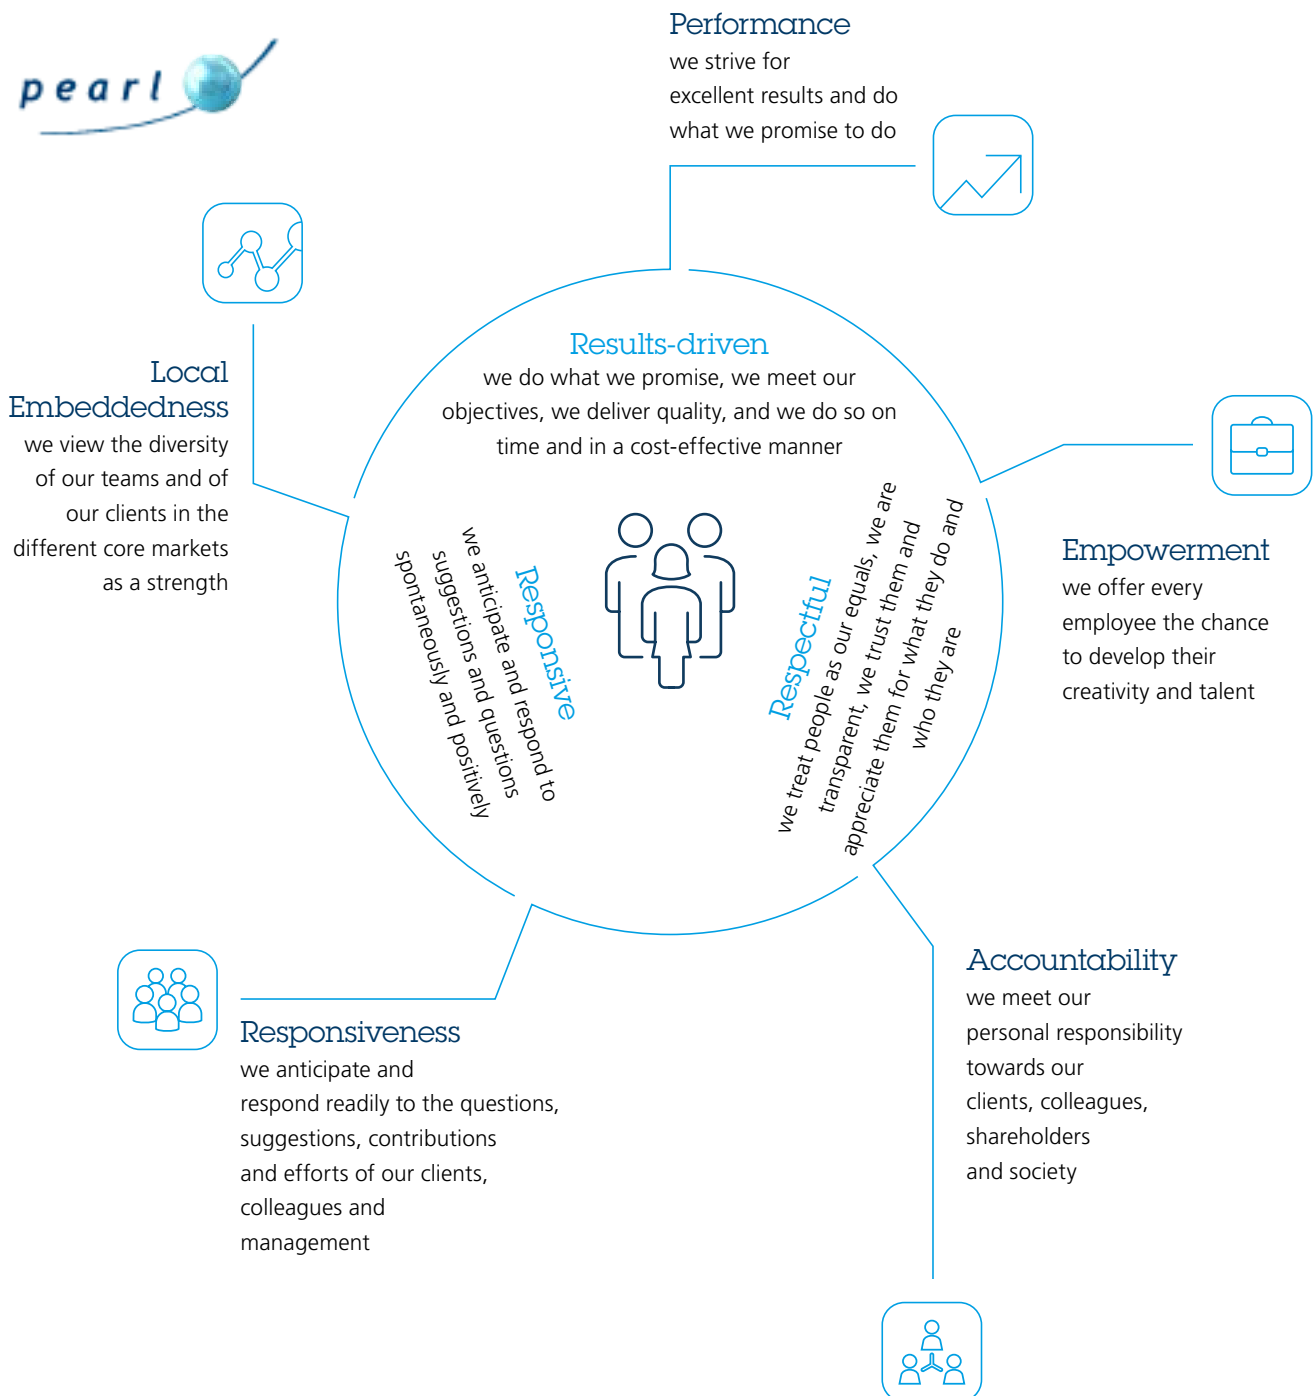 pearl
Performance
we strive for
excellent results and do
what we promise to do
Local
Embeddedness
we view the diversity
of our teams and of
our clients in the
different core markets
as a strength
Results-driven
we do what we promise, we meet our
objectives, we deliver quality, and we do so on
time and in a cost-effective manner
Responsive
we anticipate and respond to
suggestions and questions
spontaneously and positively
Respectful
we treat people as our equals, we are
transparent, we trust them and
appreciate them for what they do and
who they are
Empowerment
we offer every
employee the chance
to develop their
creativity and talent
Accountability
we meet our
personal responsibility
towards our
clients, colleagues,
shareholders
and society
Responsiveness
we anticipate and
respond readily to the questions,
suggestions, contributions
and efforts of our clients,
colleagues and
management